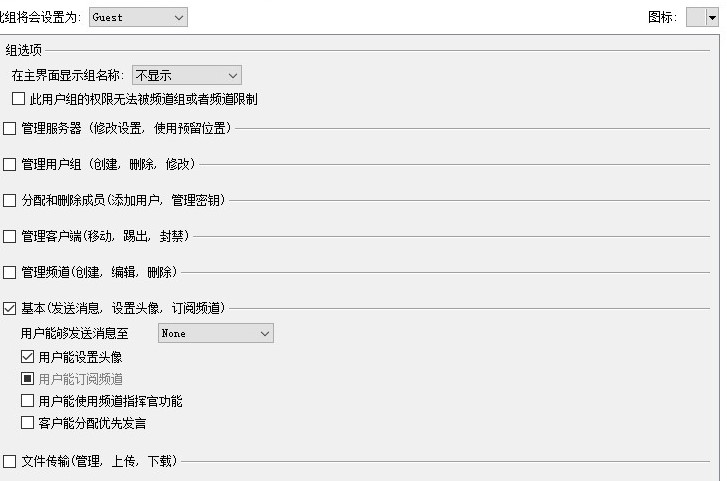 此组将会设置为: Guest 图标:
组选项
在主界面显示组名称: 不显示
此用户组的权限无法被频道组或者频道限制
管理服务器 (修改设置, 使用预留位置)
管理用户组 (创建, 删除, 修改)
分配和删除成员(添加用户, 管理密钥)
管理客户端(移动, 踢出, 封禁)
管理频道(创建, 编辑, 删除)
基本(发送消息, 设置头像, 订阅频道)
用户能够发送消息至 None
用户能设置头像
用户能订阅频道
用户能使用频道指挥官功能
客户能分配优先发言
文件传输(管理, 上传, 下载)